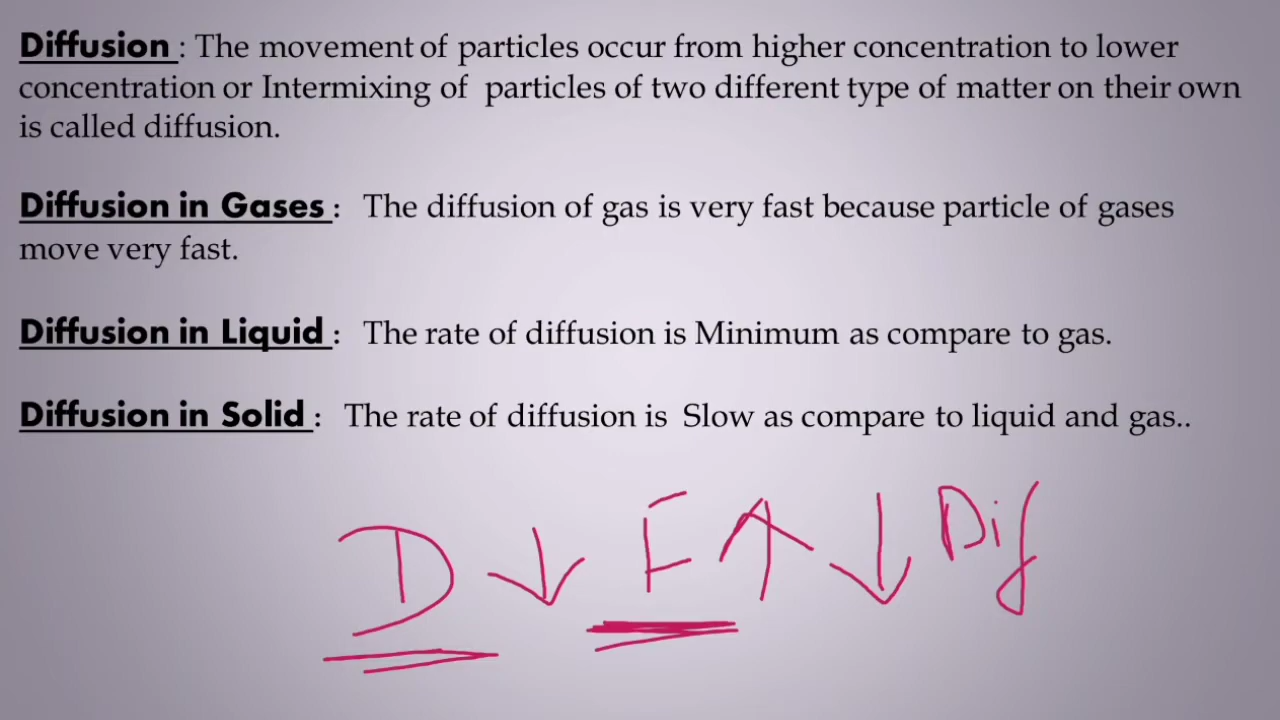 Diffusion : The movement of particles occur from higher concentration to lower
concentration or Intermixing of particles of two different type of matter on their own
is called diffusion.
Diffusion in Gases : The diffusion of gas is very fast because particle of gases
move very fast.
Diffusion in Liquid : The rate of diffusion is Minimum as compare to gas.
Diffusion in Solid : The rate of diffusion is Slow as compare to liquid and gas..
D ↓ F ↑ ↓ Dif